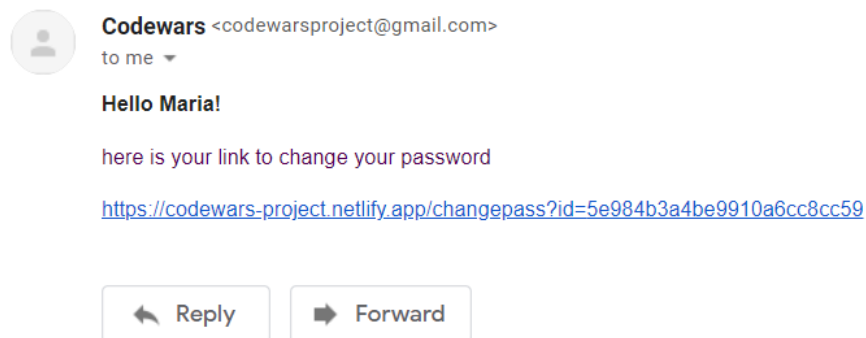 Codewars <codewarsproject@gmail.com>
to me
Hello Maria!
here is your link to change your password
https://codewars-project.netlify.app/changepass?id=5e984b3a4be9910a6cc8cc59
Reply Forward